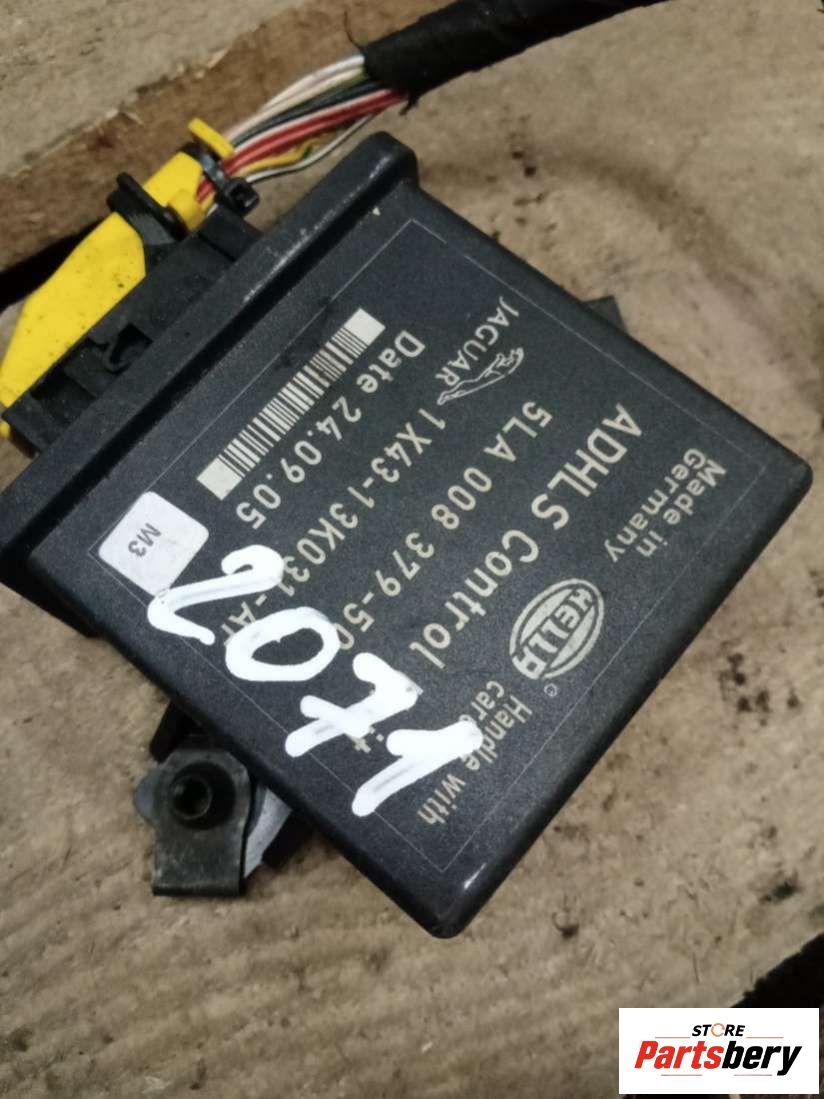 Made in
Germany
HELLA
Handle with
care
ADHLS Control
5LA 008 379-50
JAGUAR
1X43-13K031-A
Date 24.09.05
M3
2071
STORE
Partsbery